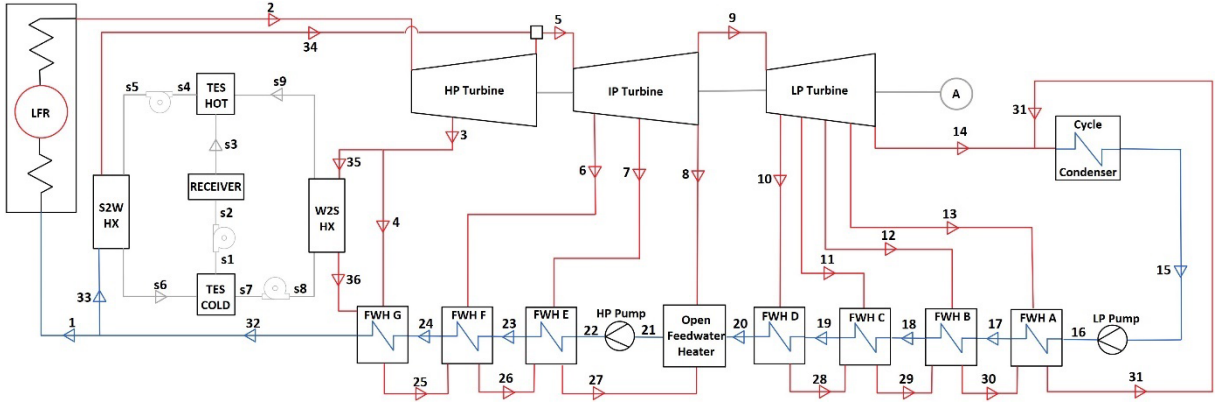 2
34
5
9
LFR
s5
s4
TES
HOT
s9
HP Turbine
IP Turbine
LP Turbine
A
31
Cycle
Condenser
14
3
35
s3
S2W
HX
RECEIVER
W2S
HX
6
7
8
10
4
s2
13
12
11
15
s1
36
33
s6
TES
COLD
s7
s8
1
32
FWH G
24
FWH F
23
FWH E
22
HP Pump
21
Open
Feedwater
Heater
20
FWH D
19
FWH C
18
FWH B
17
FWH A
16
LP Pump
25
26
27
28
29
30
31